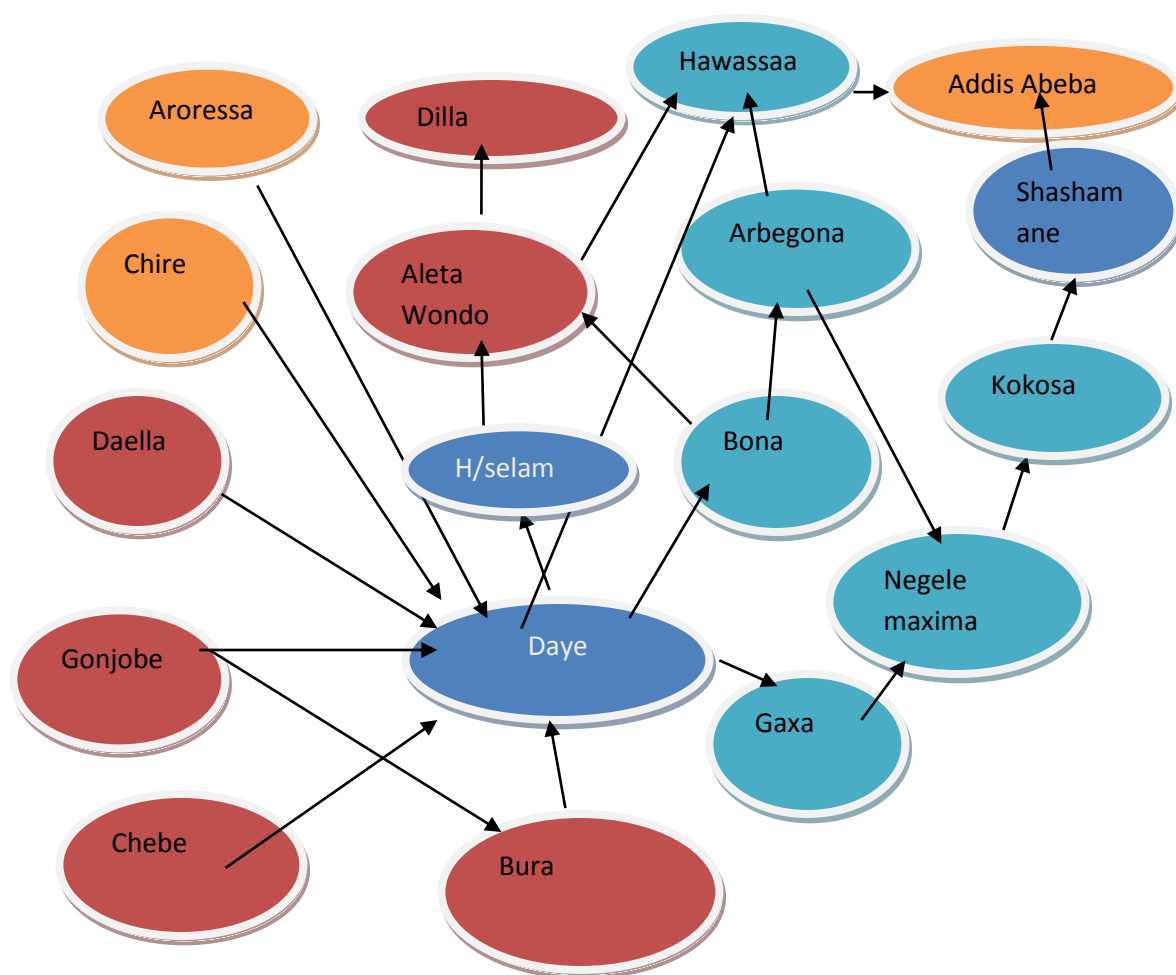 Hawassaa
Addis Abeba
Aroressa
Dilla
Shasham
ane
Arbegona
Chire
Aleta
Wondo
Kokosa
Daella
H/selam
Bona
Negele
maxima
Gonjobe
Daye
Gaxa
Chebe
Bura